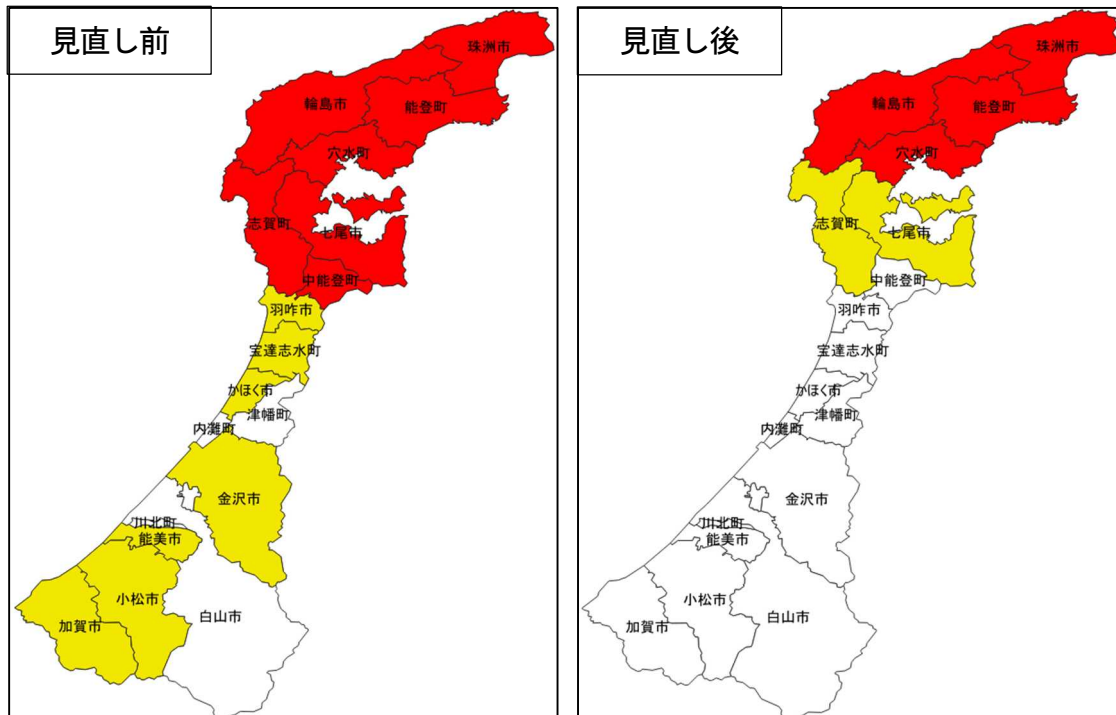 見直し前
珠洲市
輪島市
能登町
穴水町
志賀町
七尾市
中能登町
羽咋市
宝達志水町
かほく市
津幡町
内灘町
金沢市
川北町
能美市
小松市
白山市
加賀市
見直し後
珠洲市
輪島市
能登町
穴水町
志賀町
七尾市
中能登町
羽咋市
宝達志水町
かほく市
津幡町
内灘町
金沢市
川北町
能美市
小松市
白山市
加賀市